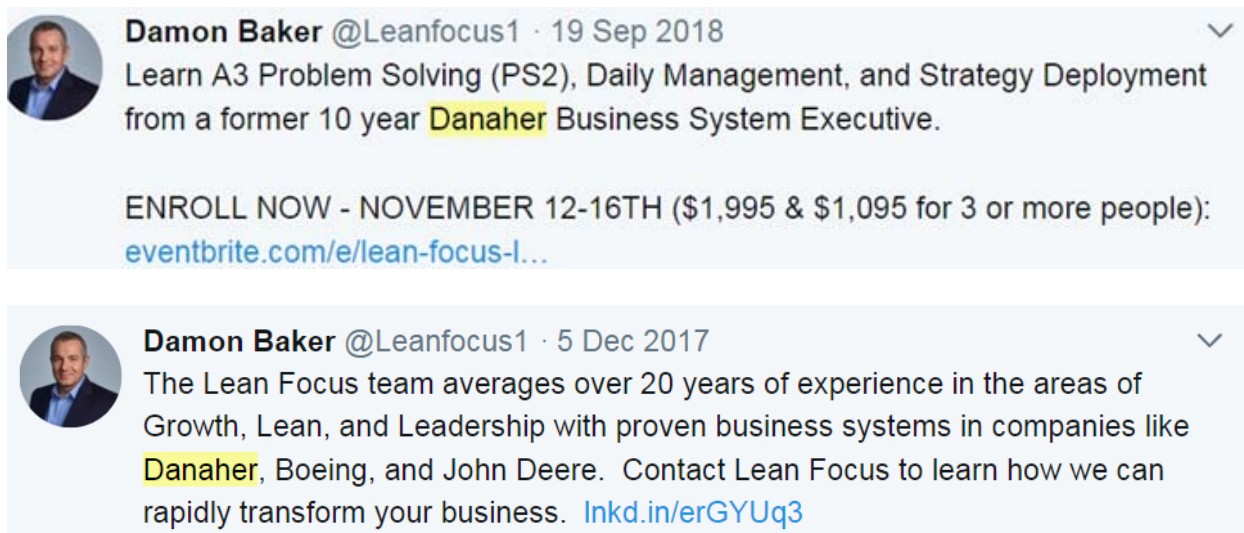 Damon Baker @Leanfocus1 · 19 Sep 2018
Learn A3 Problem Solving (PS2), Daily Management, and Strategy Deployment
from a former 10 year Danaher Business System Executive.
ENROLL NOW - NOVEMBER 12-16TH ($1,995 & $1,095 for 3 or more people):
eventbrite.com/e/lean-focus-l...
Damon Baker @Leanfocus1 · 5 Dec 2017
The Lean Focus team averages over 20 years of experience in the areas of
Growth, Lean, and Leadership with proven business systems in companies like
Danaher, Boeing, and John Deere.  Contact Lean Focus to learn how we can
rapidly transform your business.  lnkd.in/erGYUq3